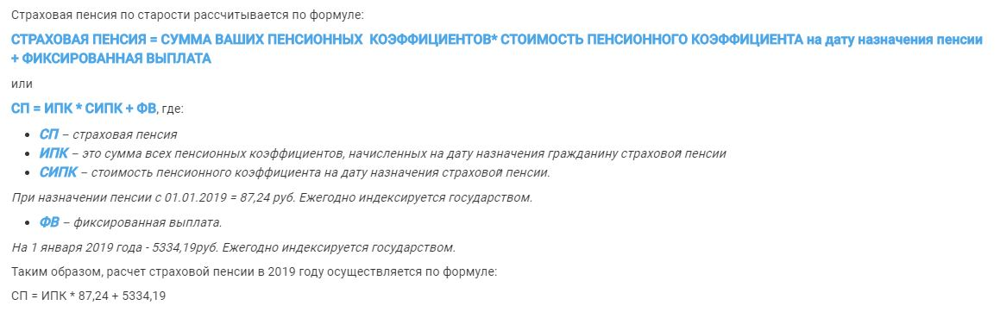 Страховая пенсия по старости рассчитывается по формуле:
СТРАХОВАЯ ПЕНСИЯ = СУММА ВАШИХ ПЕНСИОННЫХ КОЭФФИЦИЕНТОВ* СТОИМОСТЬ ПЕНСИОННОГО КОЭФФИЦИЕНТА на дату назначения пенсии
+ ФИКСИРОВАННАЯ ВЫПЛАТА
или
СП = ИПК * СИПК + ФВ, где:
• СП – страховая пенсия
• ИПК – это сумма всех пенсионных коэффициентов, начисленных на дату назначения гражданину страховой пенсии
• СИПК – стоимость пенсионного коэффициента на дату назначения страховой пенсии.
При назначении пенсии с 01.01.2019 = 87,24 руб. Ежегодно индексируется государством.
• ФВ – фиксированная выплата.
На 1 января 2019 года - 5334,19руб. Ежегодно индексируется государством.
Таким образом, расчет страховой пенсии в 2019 году осуществляется по формуле:
СП = ИПК * 87,24 + 5334,19